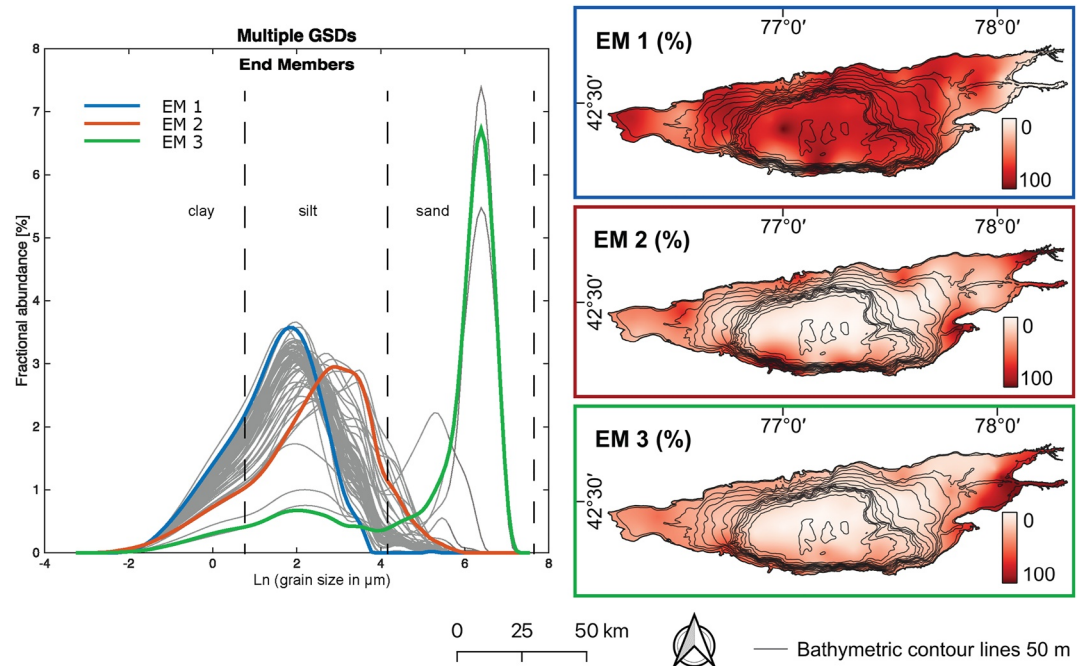 Multiple GSDs
End Members
8
7
6
5
4
3
2
1
0
Fractional abundance [%]
EM 1
EM 2
EM 3
clay
silt
sand
-4
-2
0
2
4
6
8
Ln (grain size in µm)
EM 1 (%)
77°0′
78°0′
42°30′
0
100
EM 2 (%)
77°0′
78°0′
42°30′
0
100
EM 3 (%)
77°0′
78°0′
42°30′
0
100
0 25 50 km
Bathymetric contour lines 50 m